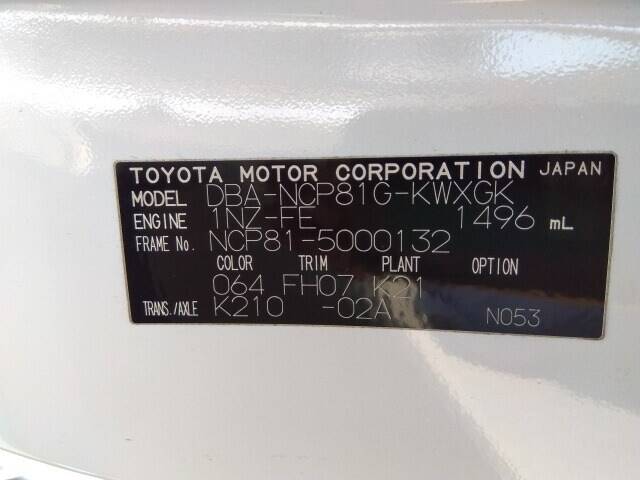 TOYOTA MOTOR CORPORATION JAPAN
MODEL DBA-NCP81G-KWXGK
ENGINE 1NZ-FE 1496 mL
FRAME No. NCP81-5000132
COLOR TRIM PLANT OPTION
064 FH07 K21
TRANS./AXLE K210 -02A N053